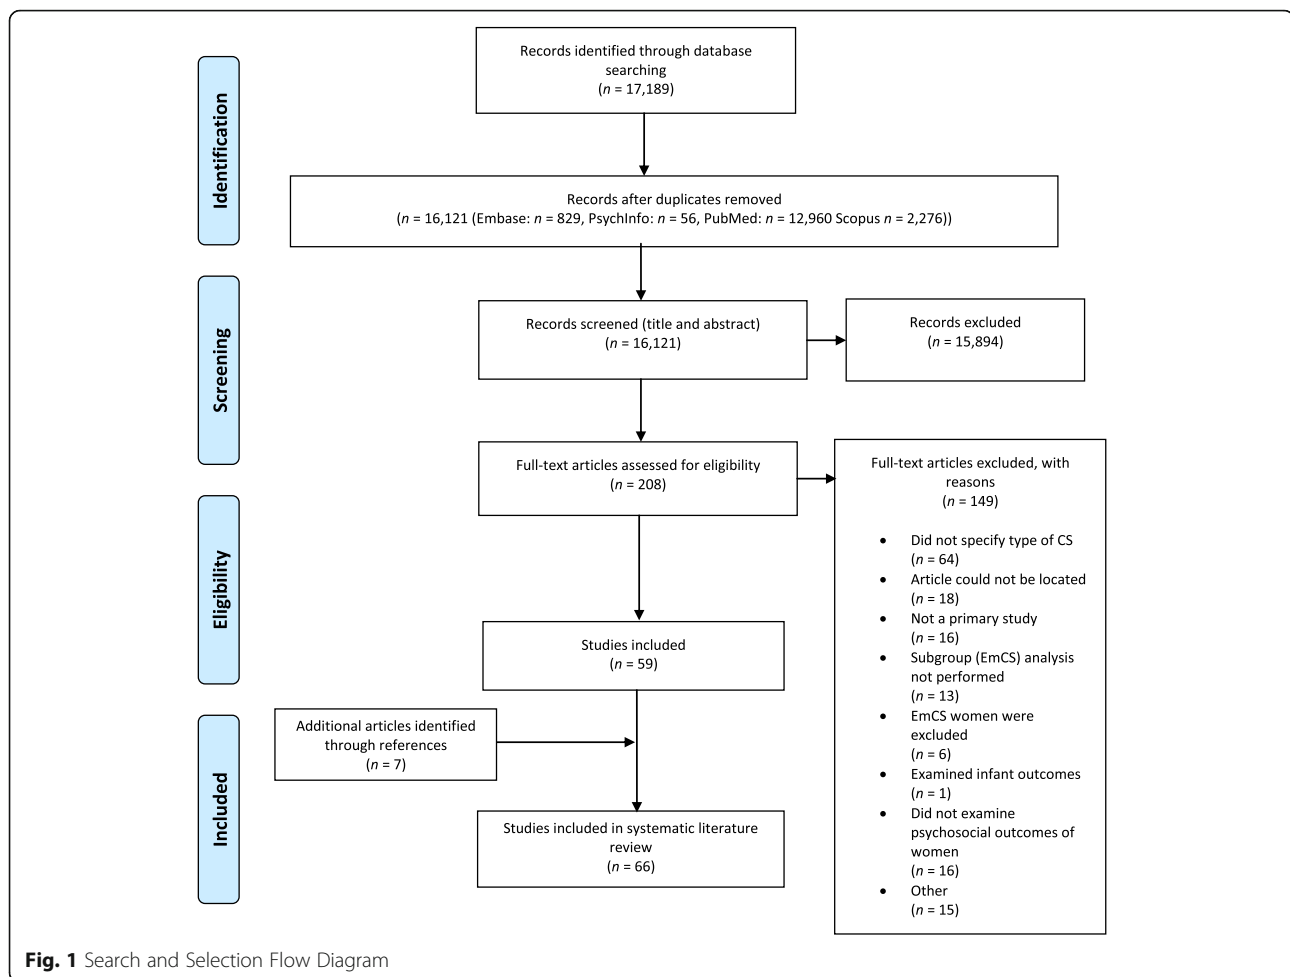 Identification
Records identified through database
searching
(n = 17,189)
Records after duplicates removed
(n = 16,121 (Embase: n = 829, PsychInfo: n = 56, PubMed: n = 12,960 Scopus n = 2,276))
Screening
Records screened (title and abstract)
(n = 16,121)
Records excluded
(n = 15,894)
Eligibility
Full-text articles assessed for eligibility
(n = 208)
Full-text articles excluded, with
reasons
(n = 149)
• Did not specify type of CS
(n = 64)
• Article could not be located
(n = 18)
• Not a primary study
(n = 16)
• Subgroup (EmCS) analysis
not performed
(n = 13)
• EmCS women were
excluded
(n = 6)
• Examined infant outcomes
(n = 1)
• Did not examine
psychosocial outcomes of
women
(n = 16)
• Other
(n = 15)
Studies included
(n = 59)
Included
Additional articles identified
through references
(n = 7)
Studies included in systematic literature
review
(n = 66)
Fig. 1 Search and Selection Flow Diagram